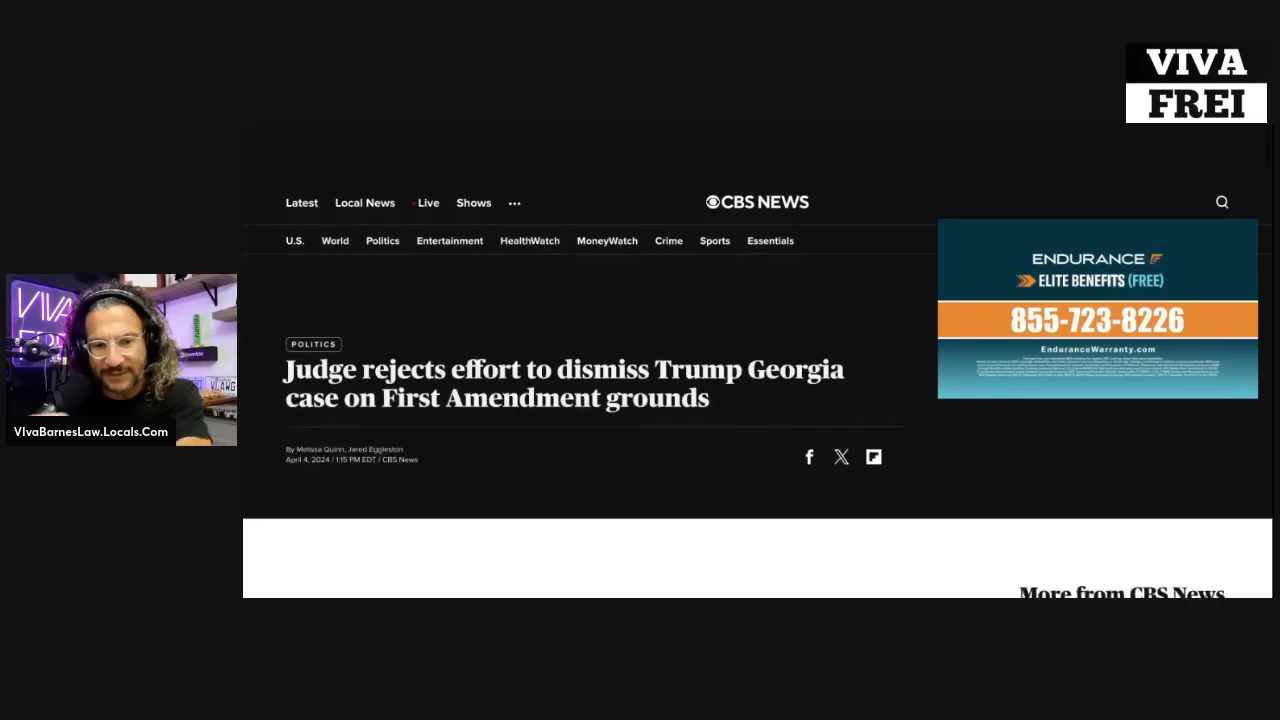 VIVA
FREI
Latest Local News Live Shows ...
CBS NEWS
U.S. World Politics Entertainment HealthWatch MoneyWatch Crime Sports Essentials
ENDURANCE
ELITE BENEFITS (FREE)
855-723-8226
EnduranceWarranty.com
POLITICS
Judge rejects effort to dismiss Trump Georgia
case on First Amendment grounds
By Melissa Quinn, Jared Eggleston
April 4, 2024 / 1:15 PM EDT / CBS News
VIVA
rumble
VIvaBarnesLaw.Locals.Com
More from CBS News